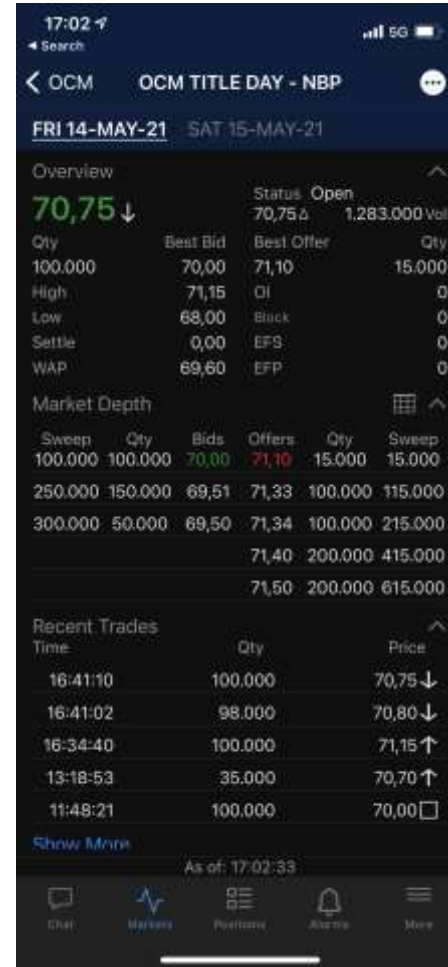 17:02
5G
Search
OCM OCM TITLE DAY - NBP
FRI 14-MAY-21 SAT 15-MAY-21
Overview
Status Open
70,75↓ 70,75 Δ 1.283.000 Vol
Qty Best Bid Best Offer Qty
100.000 70,00 71,10 15.000
High 71,15 OI 0
Low 68,00 Block 0
Settle 0,00 EFS 0
WAP 69,60 EFP 0
Market Depth
Sweep Qty Bids Offers Qty Sweep
100.000 100.000 70,00 71,10 15.000 15.000
250.000 150.000 69,51 71,33 100.000 115.000
300.000 50.000 69,50 71,34 100.000 215.000
71,40 200.000 415.000
71,50 200.000 615.000
Recent Trades
Time Qty Price
16:41:10 100.000 70,75↓
16:41:02 98.000 70,80↓
16:34:40 100.000 71,15↑
13:18:53 35.000 70,70↑
11:48:21 100.000 70,00
Show More
As of: 17:02:33
Chat Markets Positions Alarms More